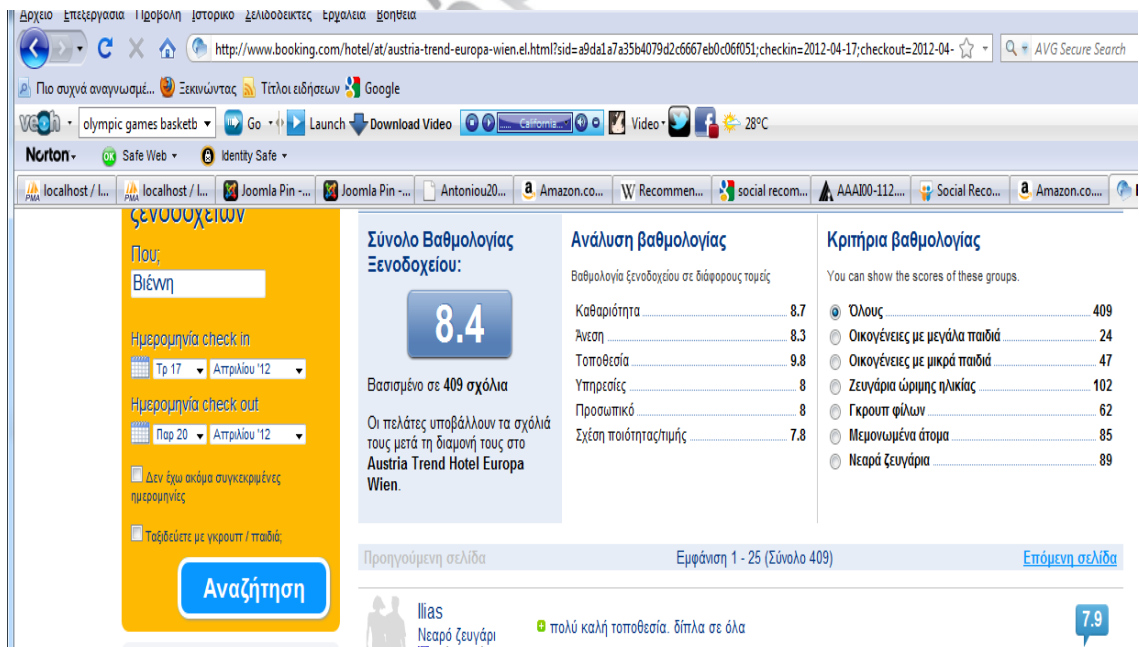 Αρχείο Επεξεργασία Προβολή Ιστορικό Σελιδοδείκτες Εργαλεία Βοήθεια
http://www.booking.com/hotel/at/austria-trend-europa-wien.el.html?sid=a9da1a7a35b4079d2c6667eb0c06f051;checkin=2012-04-17;checkout=2012-04-
AVG Secure Search
Πιο συχνά αναγνωσμέ... Ξεκινώντας Τίτλοι ειδήσεων Google
veoh olympic games basketb Go Launch Download Video California... Video 28°C
Norton Safe Web Identity Safe
localhost / l... localhost / l... Joomla Pin -... Joomla Pin -... Antoniou20... Amazon.co... Recommen... social recom... AAAI00-112.... Social Reco... Amazon.co....
ξενοδοχείων
Που;
Βιέννη
Ημερομηνία check in
Τρ 17 Απριλίου '12
Ημερομηνία check out
Παρ 20 Απριλίου '12
Δεν έχω ακόμα συγκεκριμένες
ημερομηνίες
Ταξιδεύετε με γκρουπ / παιδιά;
Αναζήτηση
Σύνολο Βαθμολογίας
Ξενοδοχείου:
8.4
Βασισμένο σε 409 σχόλια
Οι πελάτες υποβάλλουν τα σχόλιά
τους μετά τη διαμονή τους στο
Austria Trend Hotel Europa
Wien.
Ανάλυση βαθμολογίας
Βαθμολογία ξενοδοχείου σε διάφορους τομείς
Καθαριότητα 8.7
Άνεση 8.3
Τοποθεσία 9.8
Υπηρεσίες 8
Προσωπικό 8
Σχέση ποιότητας/τιμής 7.8
Κριτήρια βαθμολογίας
You can show the scores of these groups.
Όλους 409
Οικογένειες με μεγάλα παιδιά 24
Οικογένειες με μικρά παιδιά 47
Ζευγάρια ώριμης ηλικίας 102
Γκρουπ φίλων 62
Μεμονωμένα άτομα 85
Νεαρά ζευγάρια 89
Προηγούμενη σελίδα Εμφάνιση 1 - 25 (Σύνολο 409) Επόμενη σελίδα
Ilias
Νεαρό ζευγάρι
πολύ καλή τοποθεσία. δίπλα σε όλα
7.9